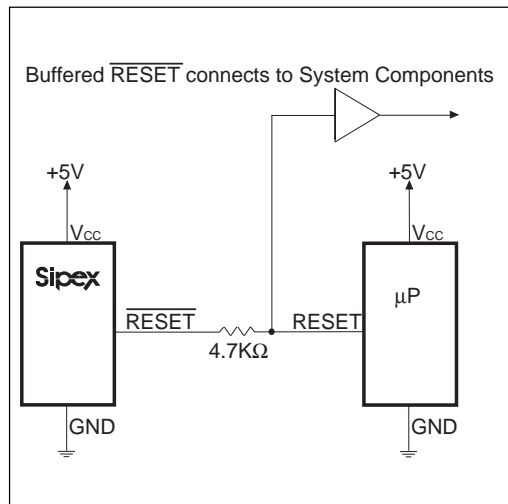 Buffered RESET connects to System Components
+5V
+5V
VCC
VCC
Sipex
μP
RESET
RESET
4.7KΩ
GND
GND